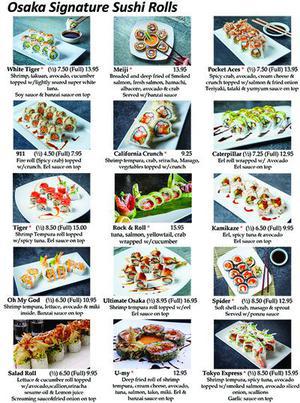 Osaka Signature Sushi Rolls
White Tiger * (½) 7.50 (Full) 13.95
Shrimp, takuan, avocado, cucumber
topped w/lightly seared super white
tuna.
Soy sauce & banzai sauce on top
Meiji * 13.95
Breaded and deep fried of Smoked
salmon, fresh salmon, hamachi,
albacore, avocado & crab
Served w/banzai sauce
Pocket Aces * (½) 7.50 (Full) 13.95
Spicy crab, avocado, cream cheese &
crunch topped w/ salmon & fried onion
Teriyaki, tataki & yumyum sauce on top
911 (½) 4.50 (Full) 7.95
Fire roll (Spicy crab) topped
w/crunch. Eel sauce on top
California Crunch * 9.25
Shrimp tempura, crab, sriracha, Masago,
vegetables topped w/crunch
Caterpillar (½) 7.25 (Full) 12.95
Eel roll wrapped w/ Avocado
Eel sauce on top
Tiger * (½) 8.50 (Full) 15.00
Shrimp Tempura roll topped
w/spicy tuna, Eel sauce on top
Rock & Roll * 15.95
tuna, salmon, yellowtail, crab
wrapped w/cucumber
Kamikaze * (½) 6.50 (Full) 11.95
Eel, spicy tuna & avocado
Eel sauce on top
Oh My God (½) 6.50 (Full) 10.95
Shrimp tempura, lettuce, avocado, & miki
inside, Banzai sauce on top
Ultimate Osaka (½) 8.95 (Full) 16.95
Shrimp tempura roll topped w/eel
Eel sauce on top
Spider * (½) 6.50 (Full) 11.95
Soft shell crab, masago & sprout
Served w/ponzu sauce
Salad Roll (½) 6.50 (Full) 11.95
Lettuce & cucumber roll topped
w/avocado,scallion,sriracha
sesame oil & Lemon juice
Screaming sauce&fried onion on top
U-my * 12.95
Deep fried roll of shrimp
tempura, cream cheese, avocado
tuna, salmon, tako, miki. Eel &
banzai sauce on top
Tokyo Express * (½) 8.50 (Full) 15.95
Shrimp tempura, spicy tuna, avocado
topped w/smoked salmon, avocado sliced
onion, scallions
Garlic sauce on top